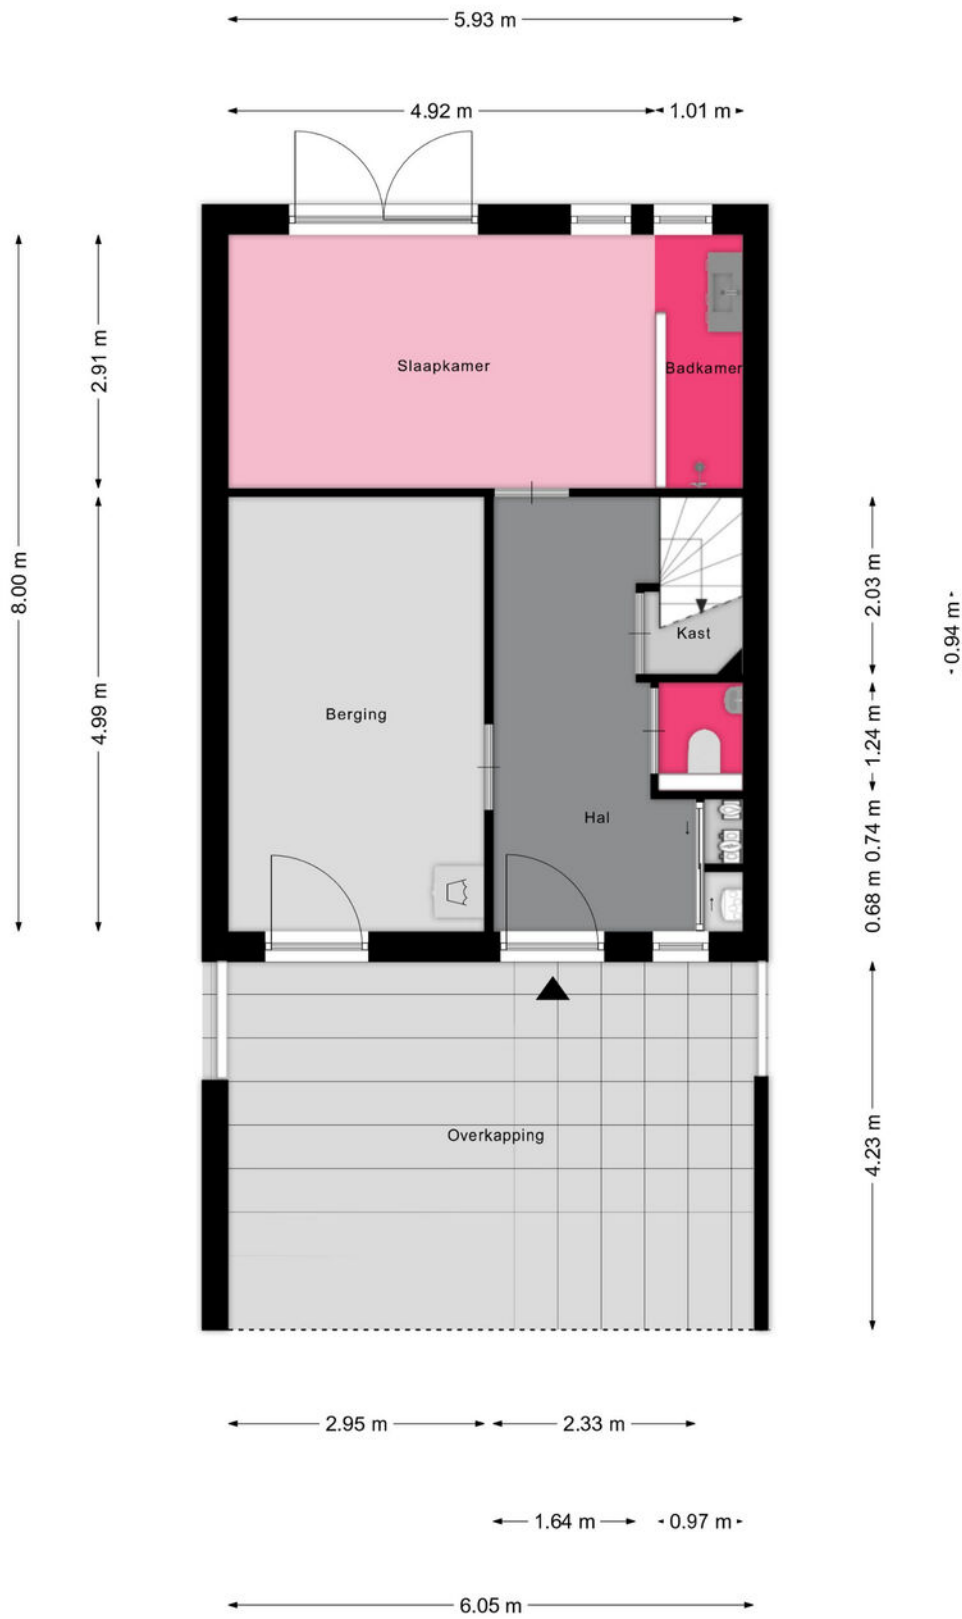 5.93 m
4.92 m
1.01 m
2.91 m
Slaapkamer
Badkamer
8.00 m
4.99 m
2.03 m
0.94 m
Kast
Berging
1.24 m
Hal
0.74 m
0.68 m
Overkapping
4.23 m
2.95 m
2.33 m
1.64 m
0.97 m
6.05 m